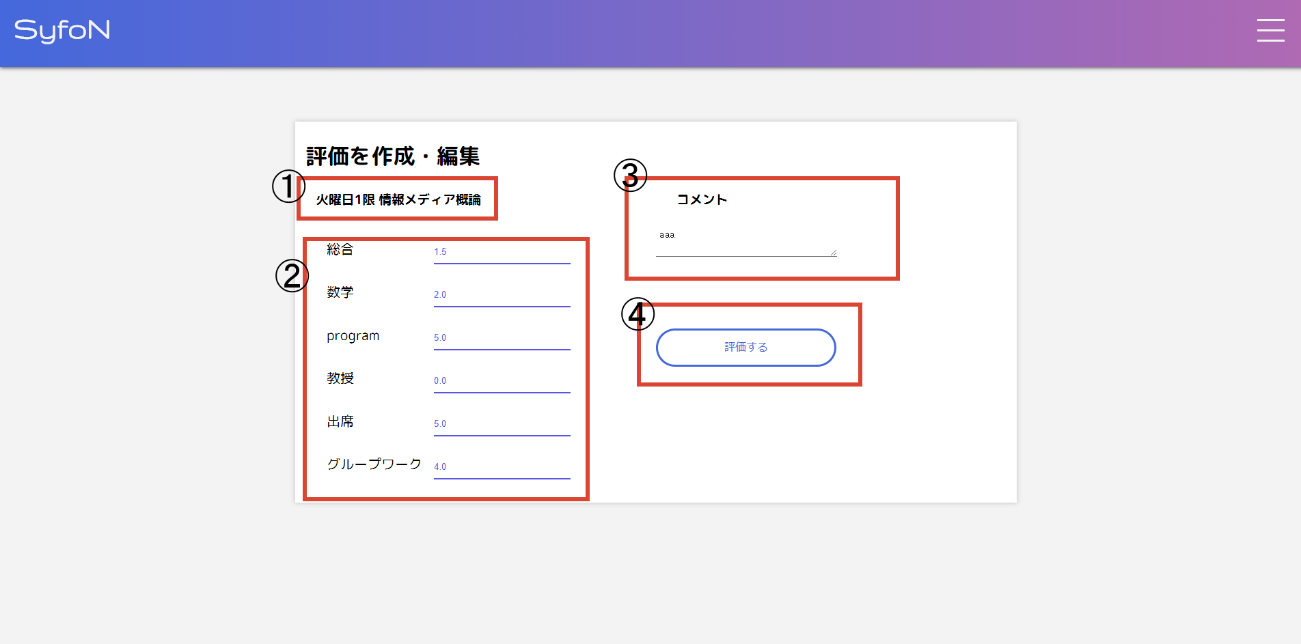 SyfoN
評価を作成・編集
①
火曜日1限 情報メディア概論
②
総合 1.5
数学 2.0
program 5.0
教授 0.0
出席 5.0
グループワーク 4.0
③
コメント
aaa
④
評価する